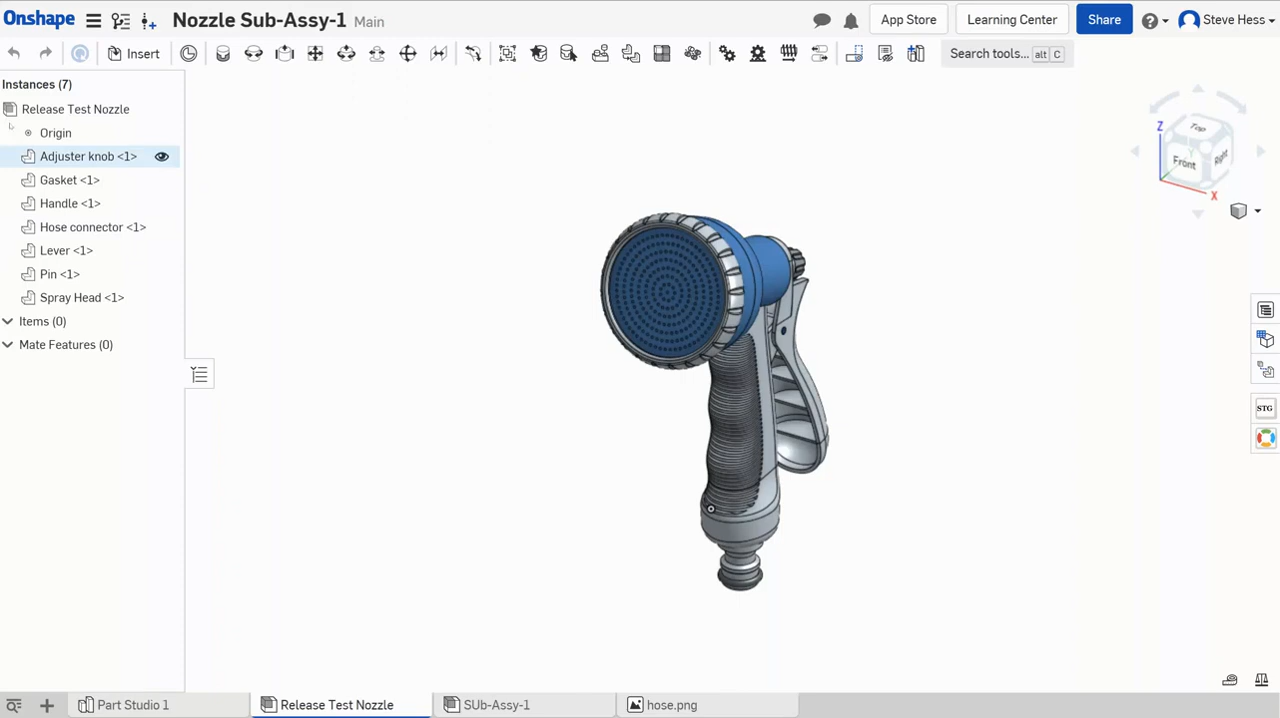 Onshape Nozzle Sub-Assy-1 Main App Store Learning Center Share Steve Hess
Insert Search tools... alt C
Instances (7)
Release Test Nozzle
Origin
Adjuster knob <1>
Gasket <1>
Handle <1>
Hose connector <1>
Lever <1>
Pin <1>
Spray Head <1>
Items (0)
Mate Features (0)
Z
Top
Front
Right
Y
X
STG
Part Studio 1 Release Test Nozzle SUb-Assy-1 hose.png